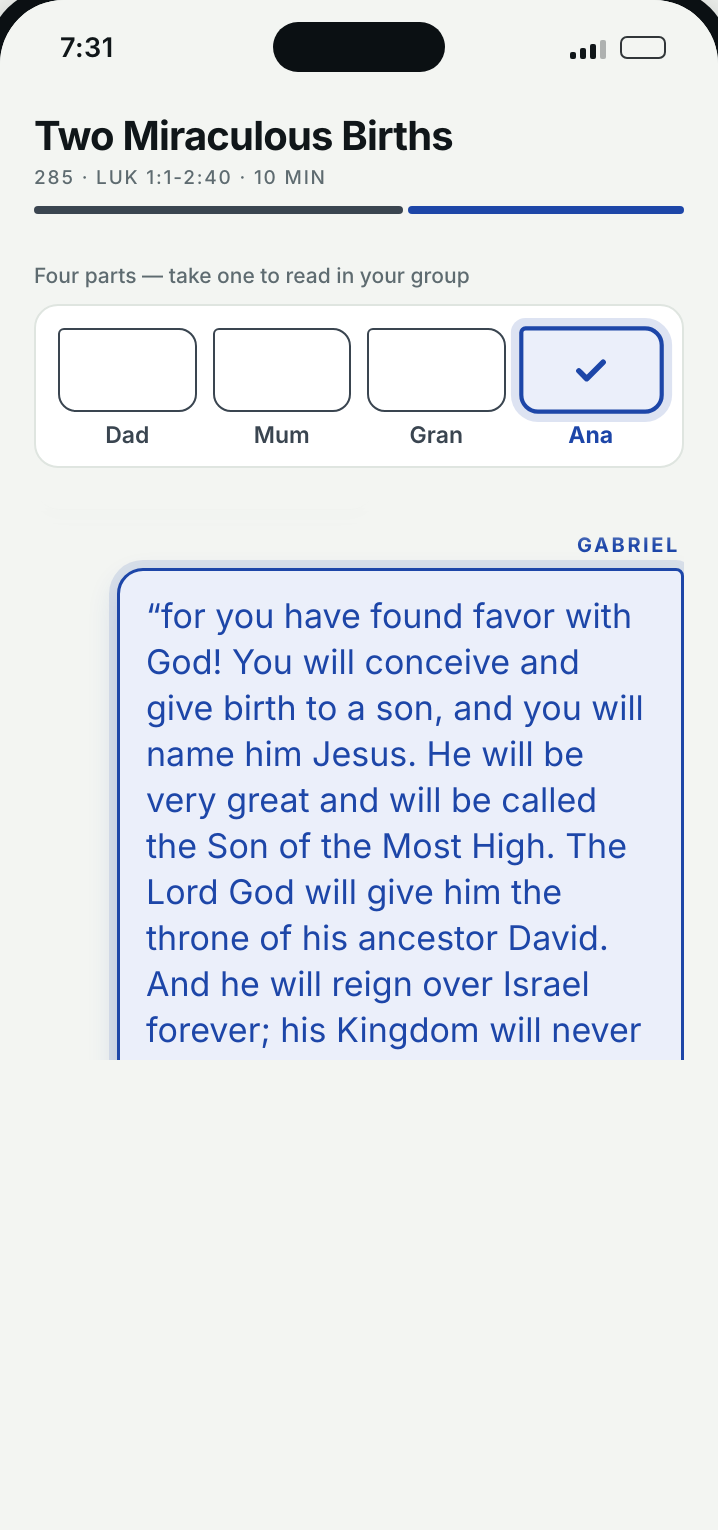 7:31
Two Miraculous Births
285 · LUK 1:1-2:40 · 10 MIN
Four parts — take one to read in your group
Dad
Mum
Gran
Ana
GABRIEL
“for you have found favor with
God! You will conceive and
give birth to a son, and you will
name him Jesus. He will be
very great and will be called
the Son of the Most High. The
Lord God will give him the
throne of his ancestor David.
And he will reign over Israel
forever; his Kingdom will never